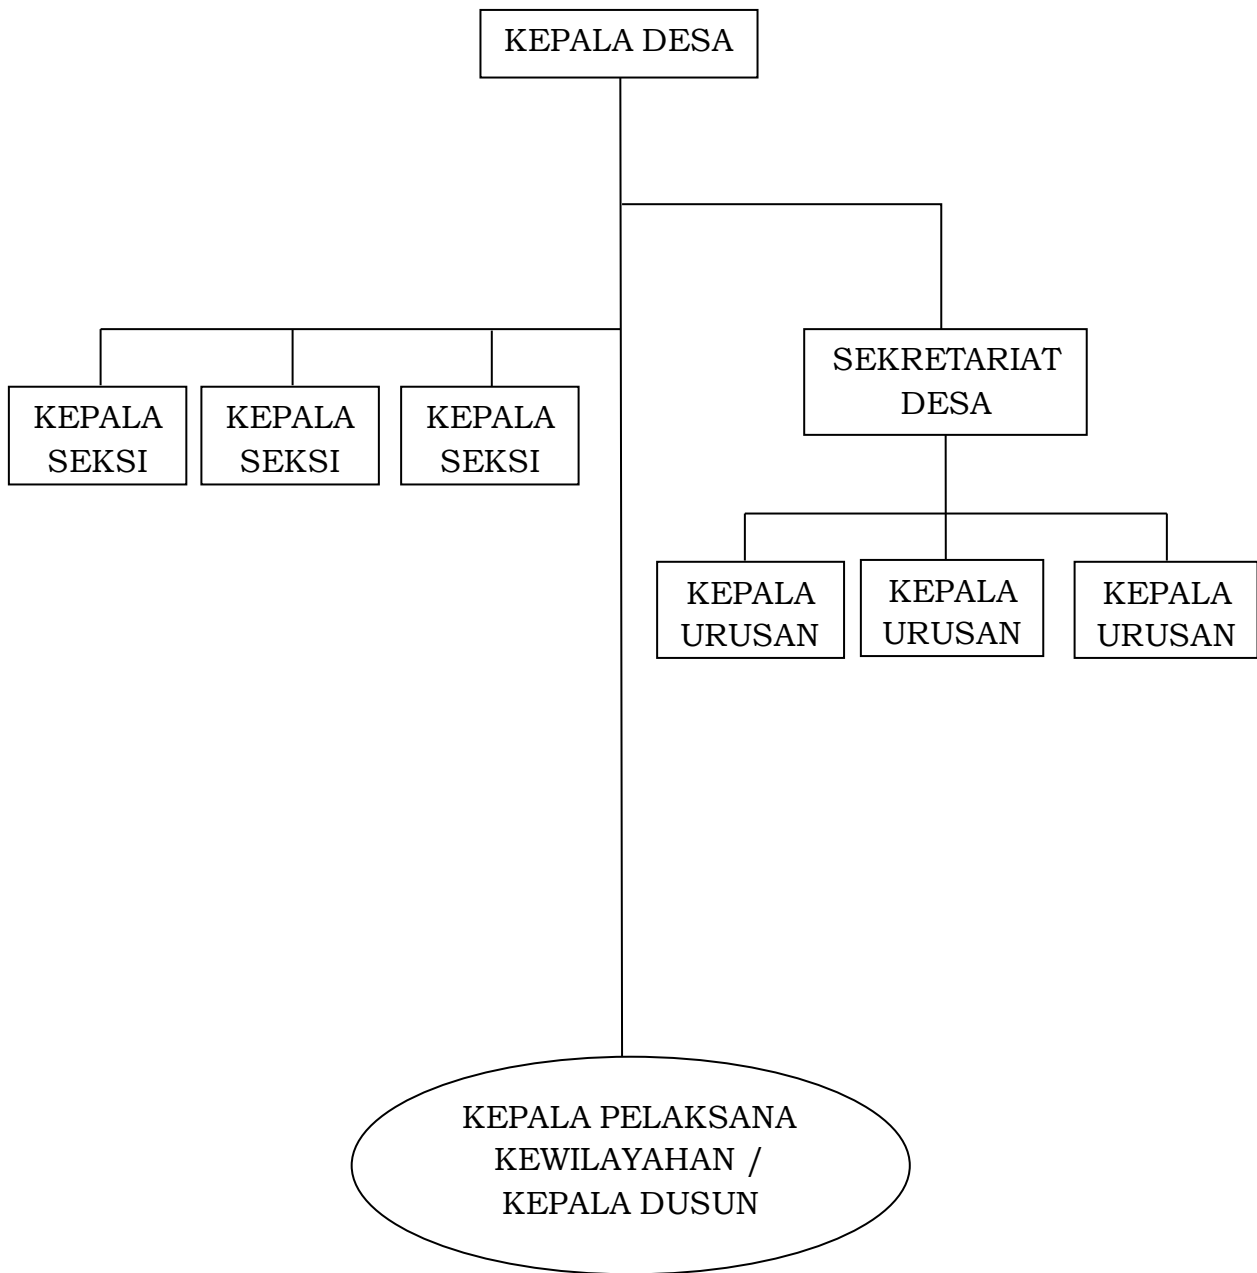 KEPALA DESA
SEKRETARIAT
DESA
KEPALA
SEKSI
KEPALA
SEKSI
KEPALA
SEKSI
KEPALA
URUSAN
KEPALA
URUSAN
KEPALA
URUSAN
KEPALA PELAKSANA
KEWILAYAHAN /
KEPALA DUSUN